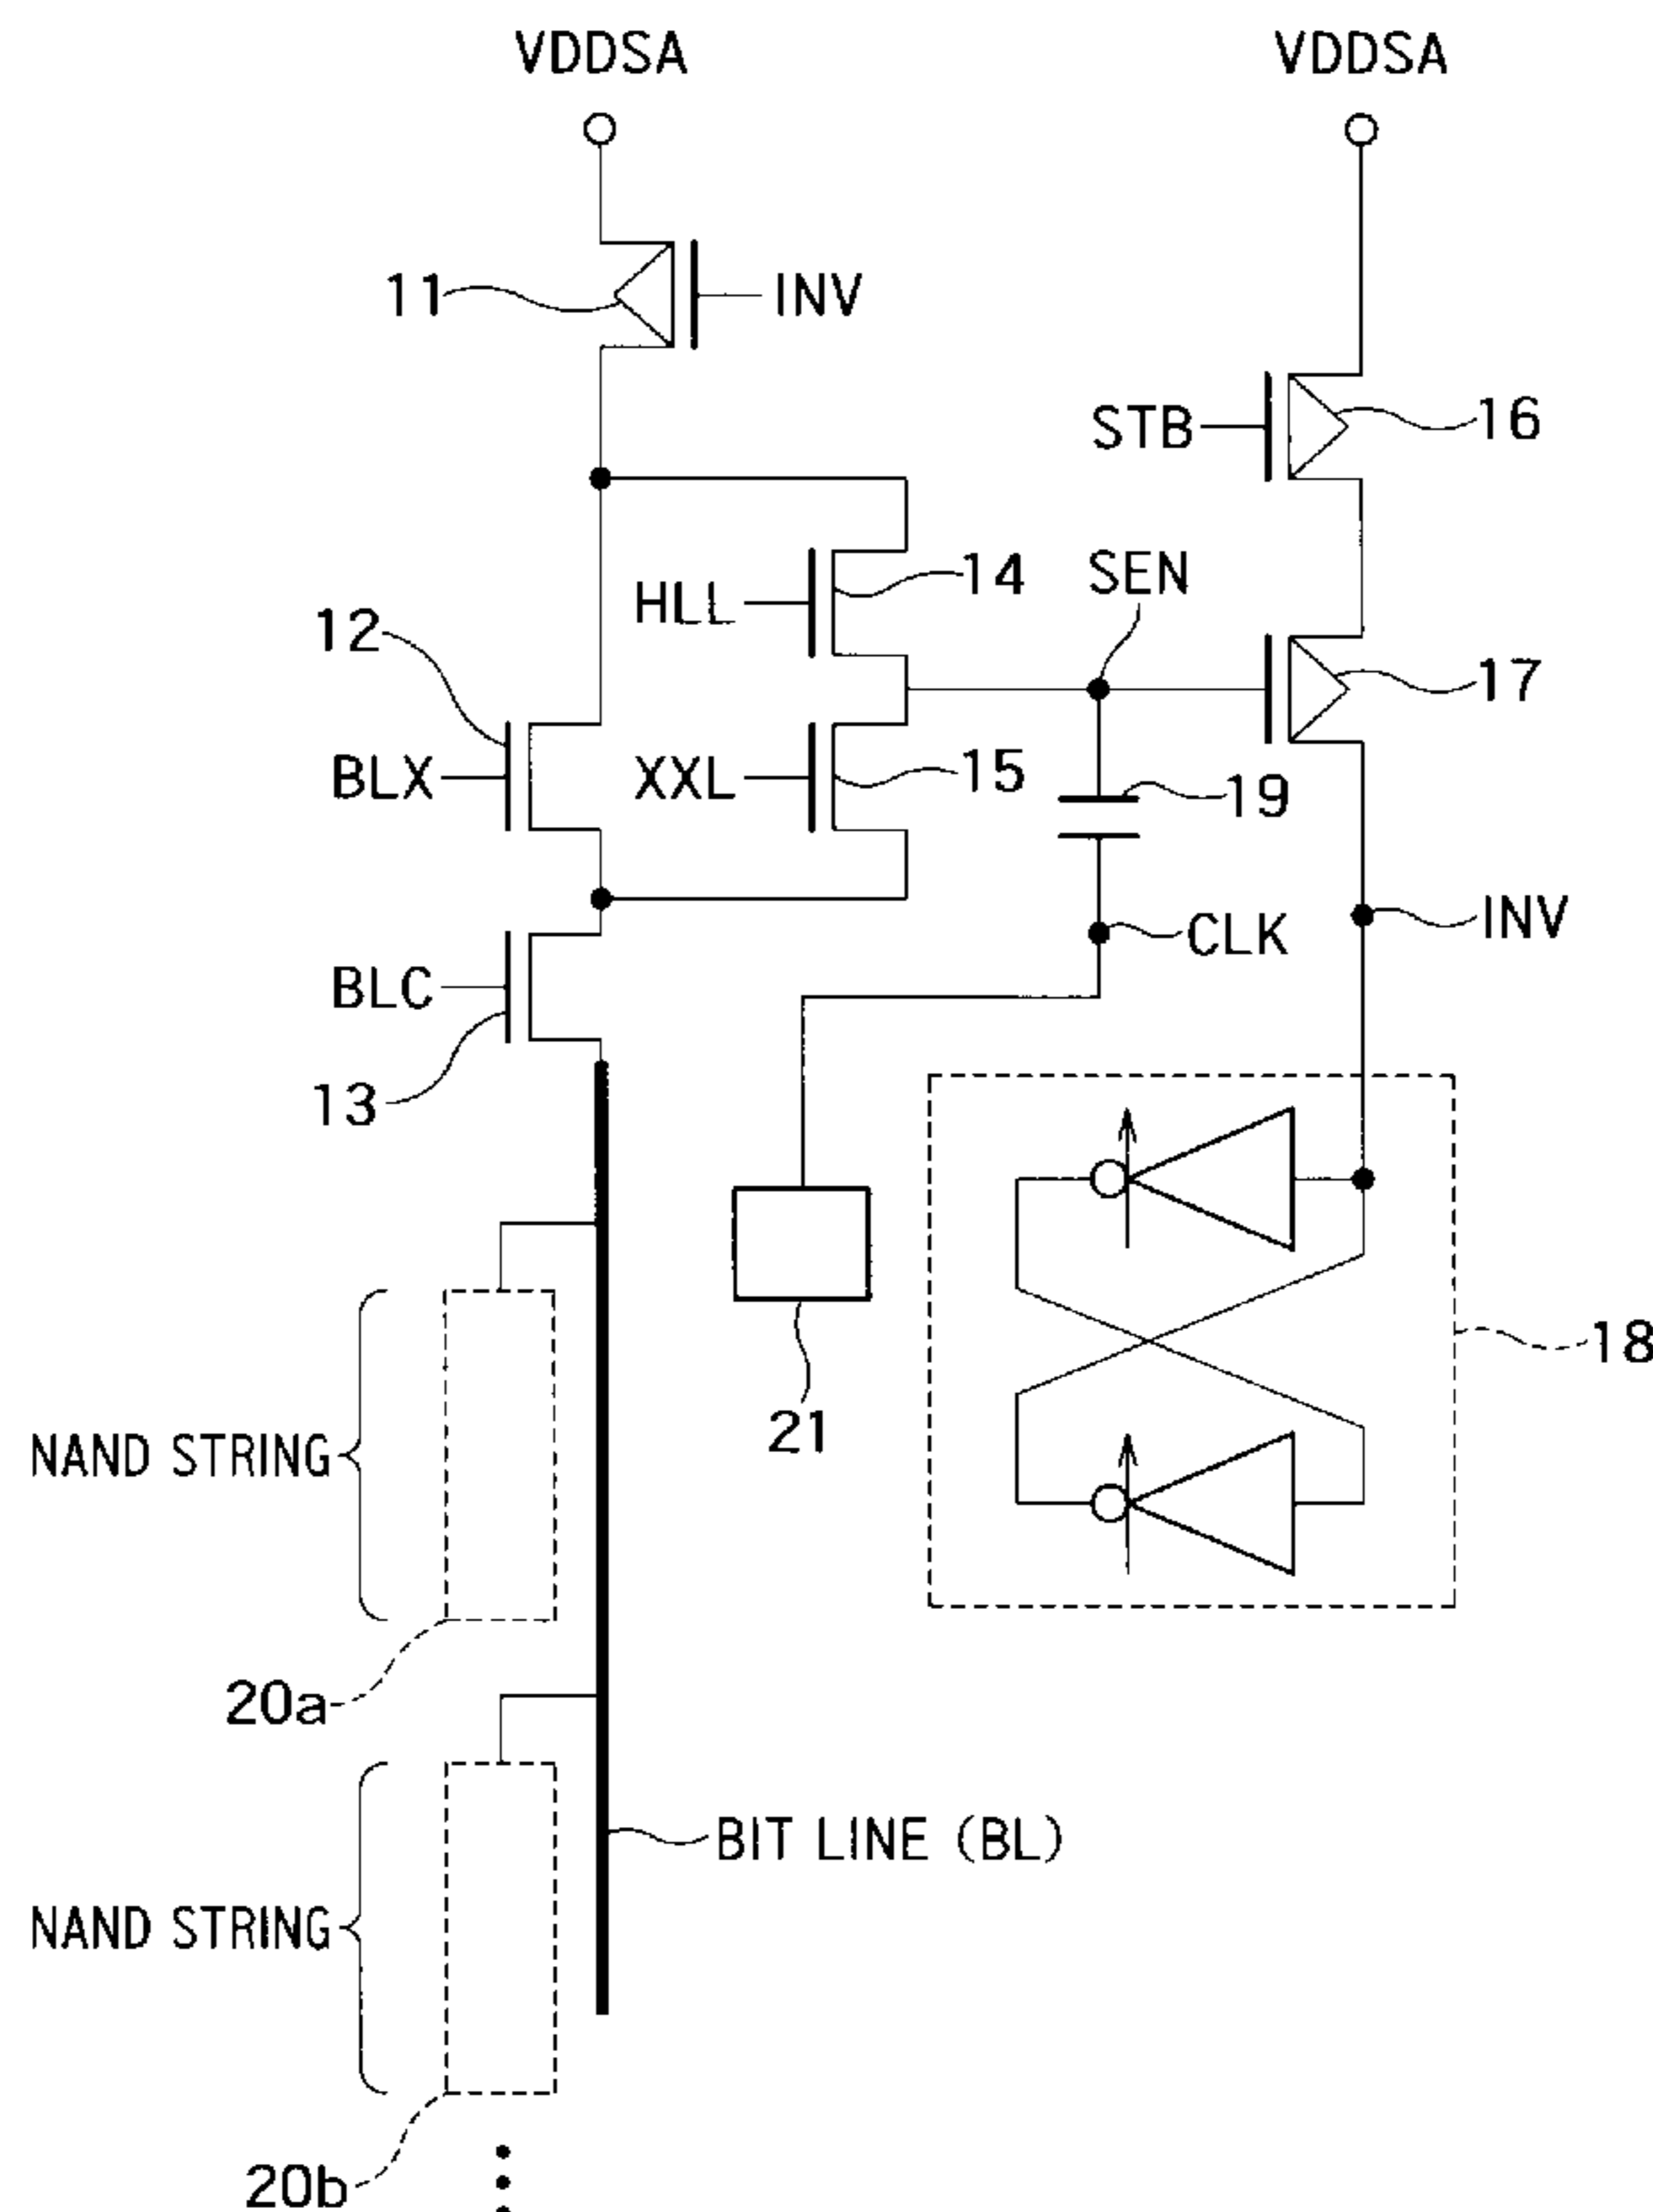 VDDSA
VDDSA
11
INV
STB
16
HLL
14
SEN
12
17
BLX
XXL
15
19
INV
CLK
BLC
13
18
21
NAND STRING
20a
BIT LINE (BL)
NAND STRING
20b